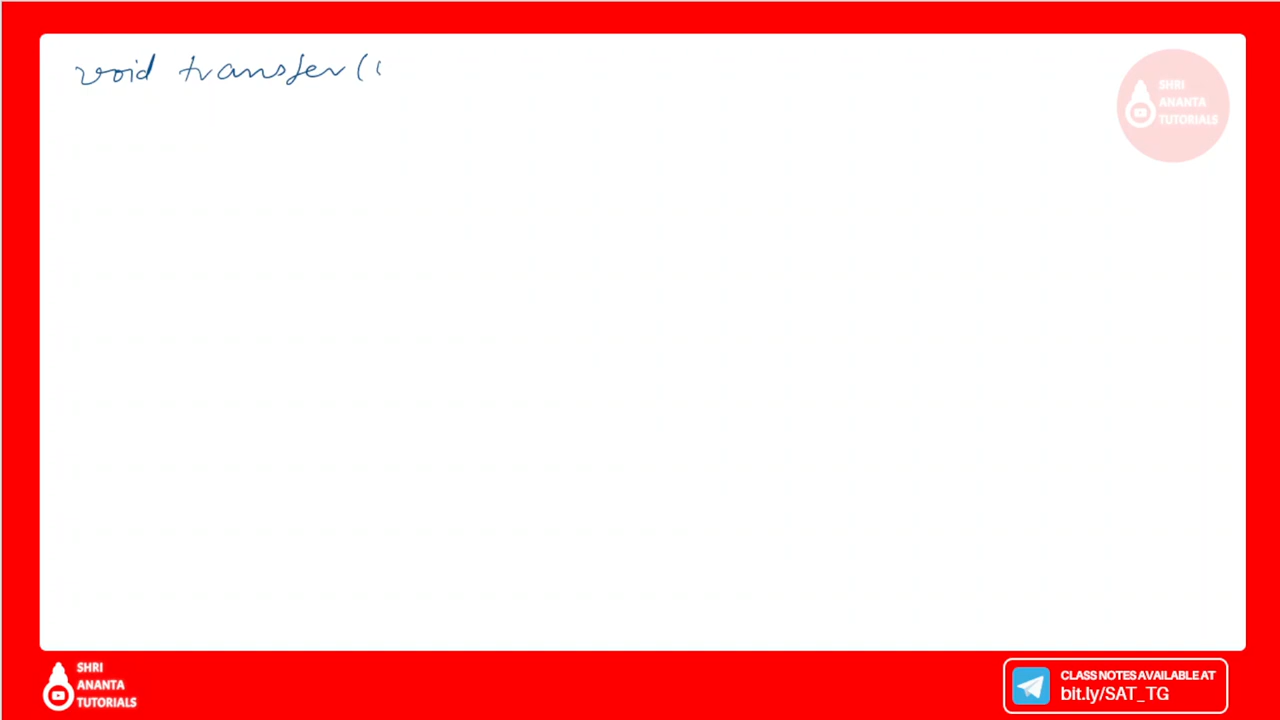 void transfer (
SHRI
ANANTA
TUTORIALS
SHRI
ANANTA
TUTORIALS
CLASS NOTES AVAILABLE AT
bit.ly/SAT_TG